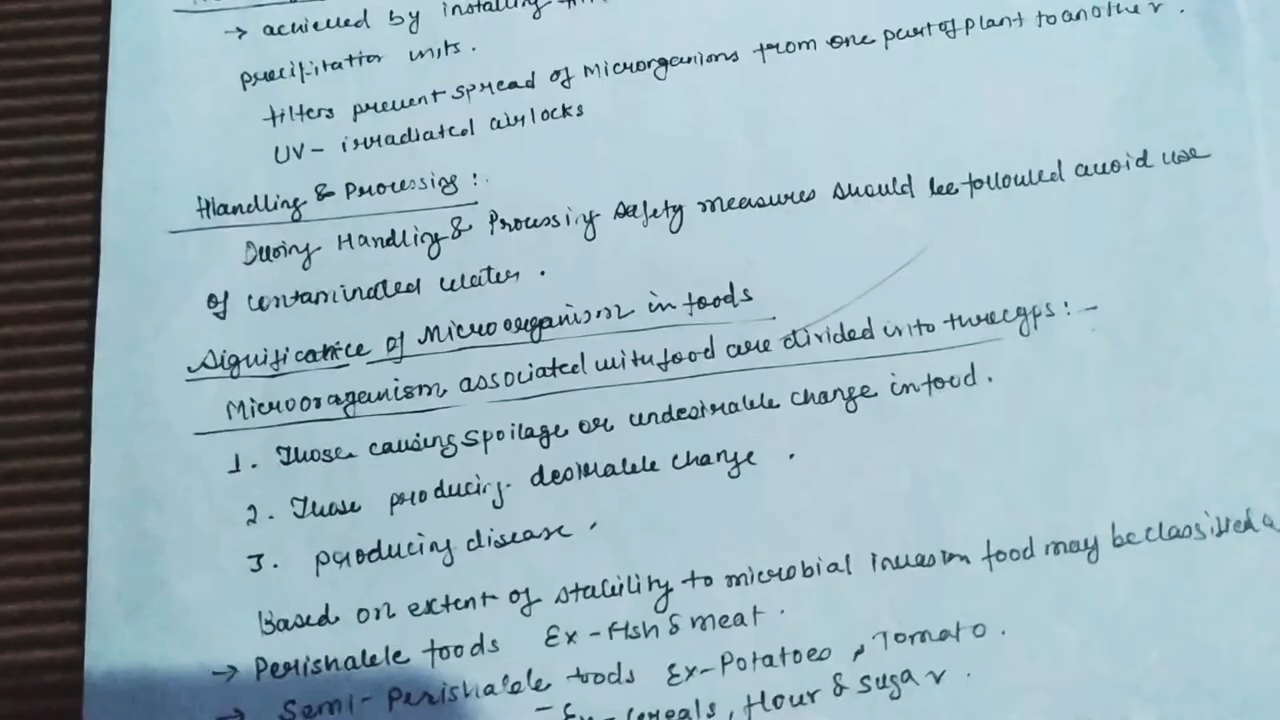 → achieved by installing
precipitation units.
filters prevent spread of Microrganions from one part of plant to another.
UV - irradiated airlocks
Handling & Processing :
During Handling & Processing safety measures should be followed avoid use
of contaminated water.
Significance of Microorganism in foods
Microoraganism associated with food are divided into three gps :-
1. Those causing spoilage or undesirable change in food.
2. Those producing desirable change.
3. producing disease.
Based on extent of stability to microbial invasion food may be classified a
→ Perishable foods Ex - Fish & meat.
→ Semi-perishable foods Ex- Potatoes, Tomato.
- Ex - Cereals, Flour & sugar.